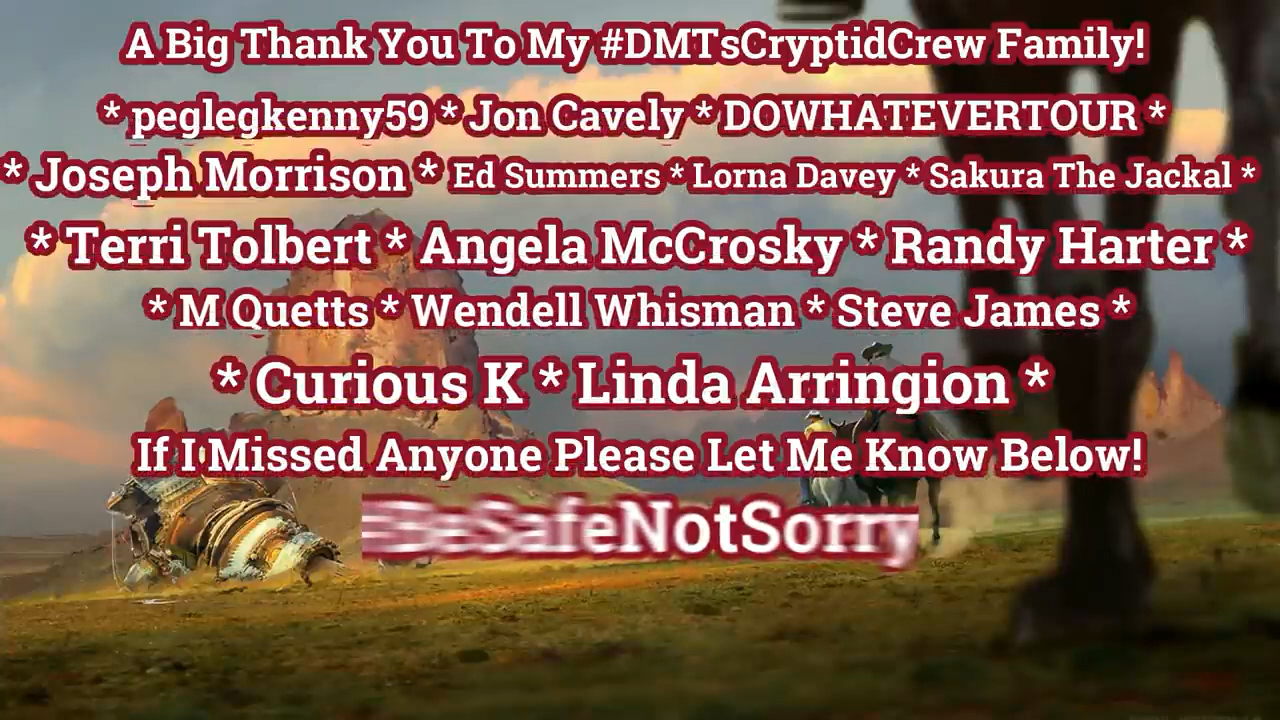 A Big Thank You To My #DMTsCryptidCrew Family!
* peglegkenny59 * Jon Cavely * DOWHATEVERTOUR *
* Joseph Morrison * Ed Summers * Lorna Davey * Sakura The Jackal *
* Terri Tolbert * Angela McCrosky * Randy Harter *
* M Quetts * Wendell Whisman * Steve James *
* Curious K * Linda Arringion *
If I Missed Anyone Please Let Me Know Below!
#BeSafeNotSorry